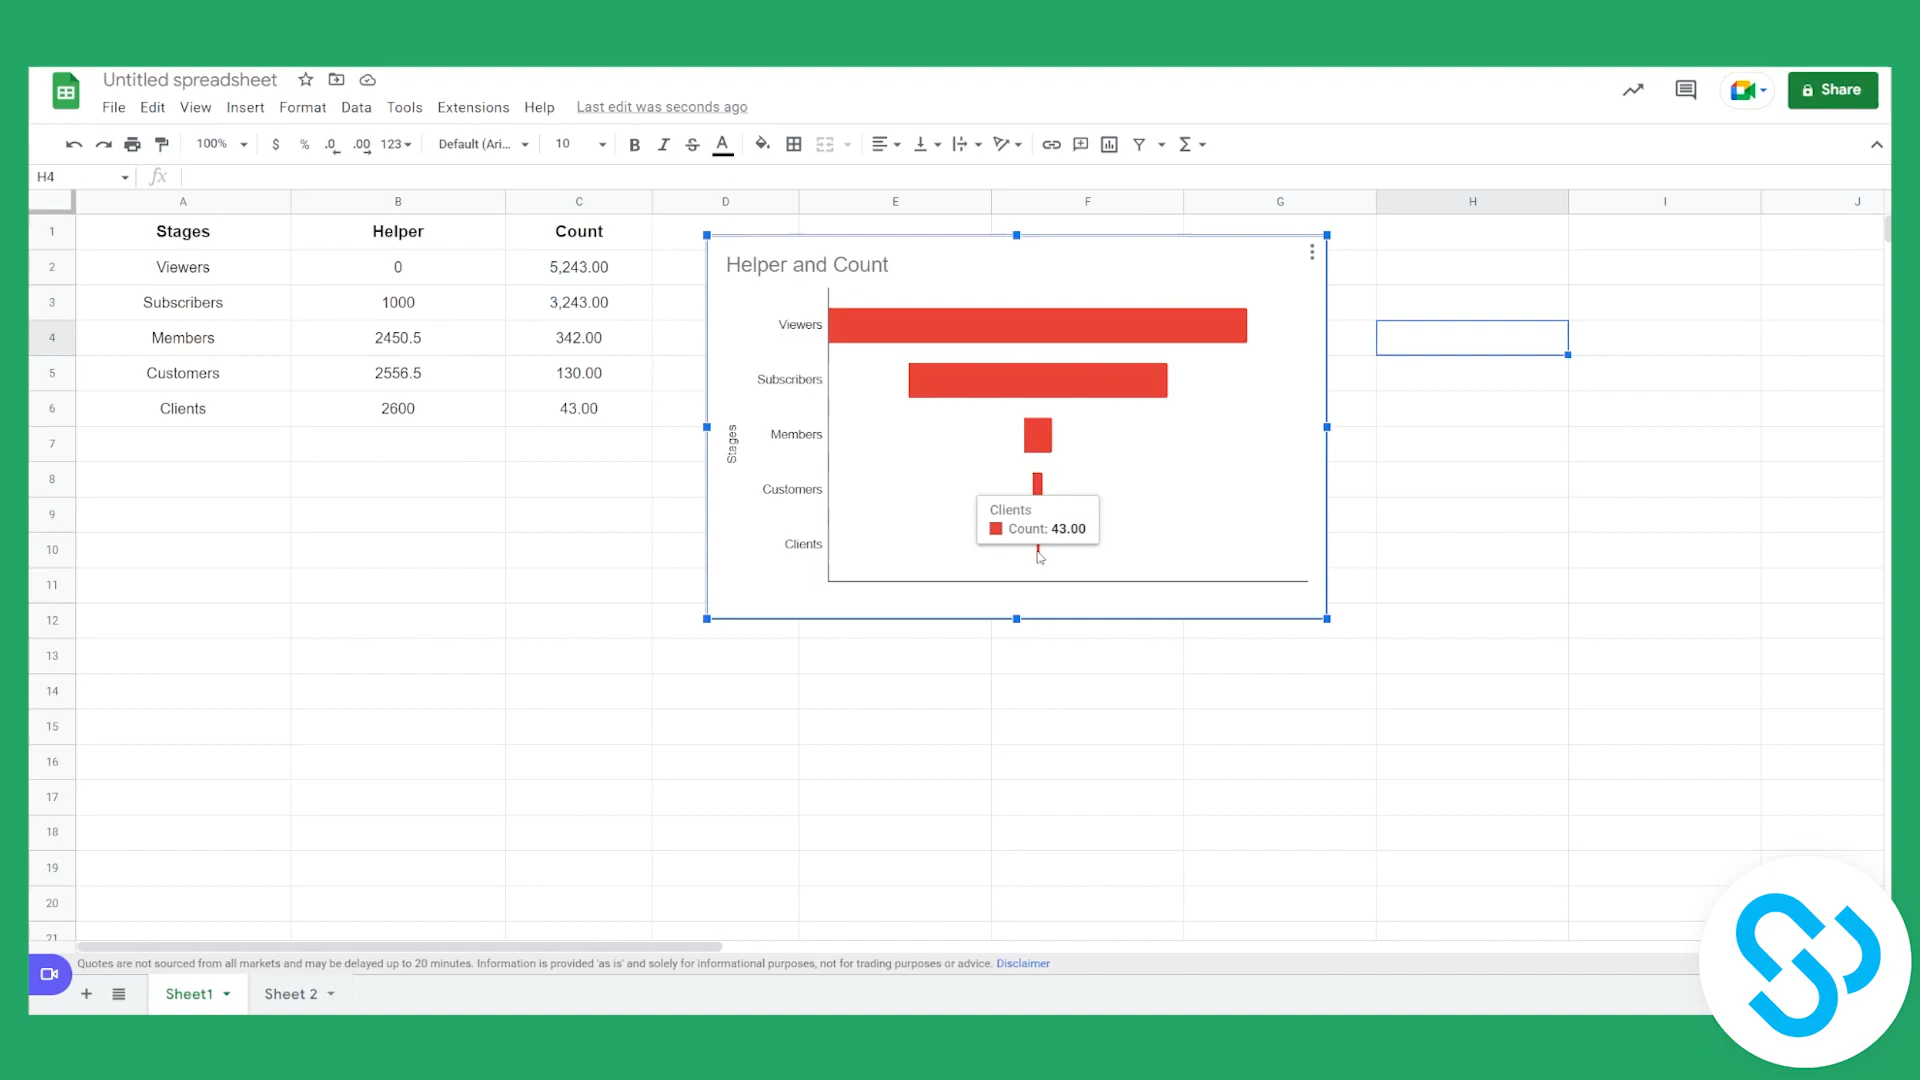 Untitled spreadsheet
File Edit View Insert Format Data Tools Extensions Help Last edit was seconds ago
Share
100% $ % .0 .00 123 Default (Ari... 10 B I S A Σ
H4 fx
A B C D E F G H I J
1 Stages Helper Count
2 Viewers 0 5,243.00
3 Subscribers 1000 3,243.00
4 Members 2450.5 342.00
5 Customers 2556.5 130.00
6 Clients 2600 43.00
7
8
9
10
11
12
13
14
15
16
17
18
19
20
21
Helper and Count
Stages
Viewers
Subscribers
Members
Customers
Clients
Clients
Count: 43.00
Quotes are not sourced from all markets and may be delayed up to 20 minutes. Information is provided 'as is' and solely for informational purposes, not for trading purposes or advice. Disclaimer
Sheet1 Sheet 2